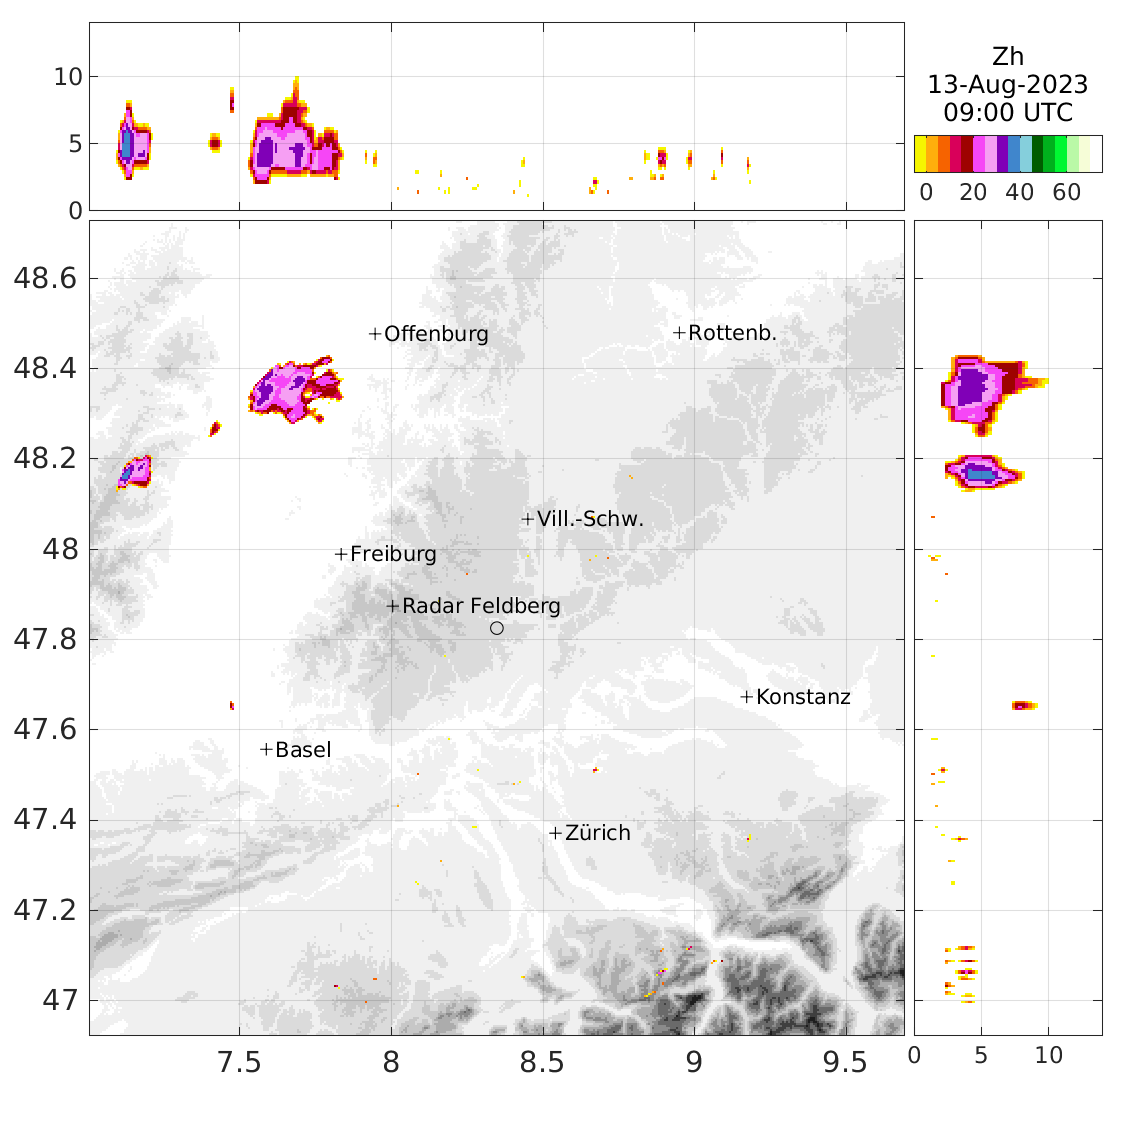 10
5
0
Zh
13-Aug-2023
09:00 UTC
0 20 40 60
48.6
48.4
48.2
48
47.8
47.6
47.4
47.2
47
Offenburg
Rottenb.
Vill.-Schw.
Freiburg
Radar Feldberg
Konstanz
Basel
Zürich
7.5 8 8.5 9 9.5
0 5 10